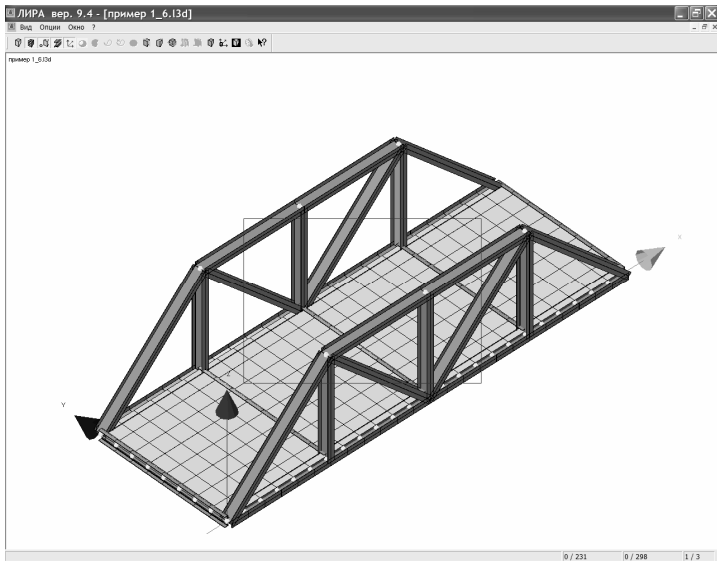 ЛИРА вер. 9.4 - [пример 1_6.l3d]
Вид Опции Окно ?
пример 1_6.l3d
X
Z
Y
0 / 231 0 / 298 1 / 3